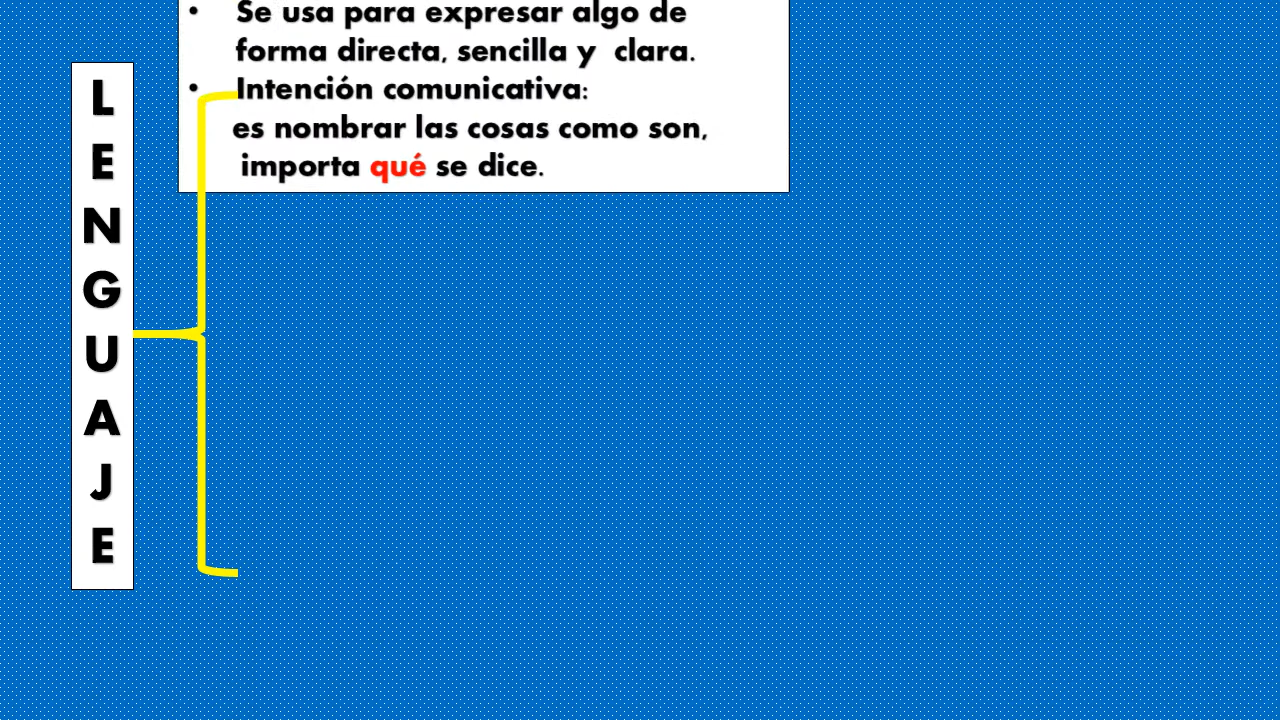 LENGUAJE
• Se usa para expresar algo de
forma directa, sencilla y clara.
• Intención comunicativa:
es nombrar las cosas como son,
importa qué se dice.